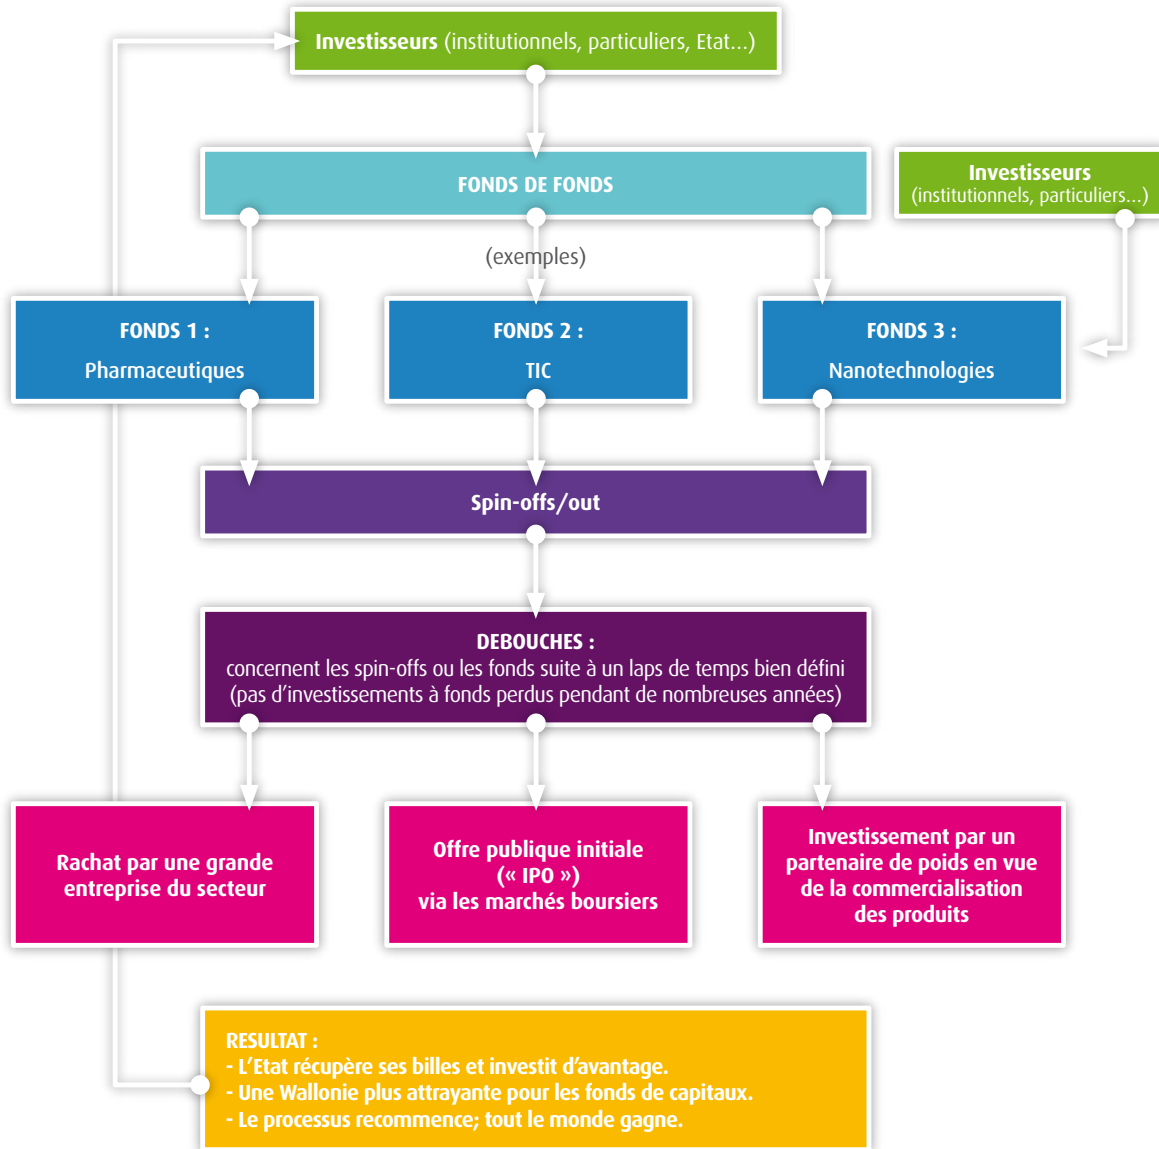 Investisseurs (institutionnels, particuliers, Etat...)
FONDS DE FONDS
Investisseurs
(institutionnels, particuliers...)
(exemples)
FONDS 1 :
Pharmaceutiques
FONDS 2 :
TIC
FONDS 3 :
Nanotechnologies
Spin-offs/out
DEBOUCHES :
concernent les spin-offs ou les fonds suite à un laps de temps bien défini
(pas d'investissements à fonds perdus pendant de nombreuses années)
Rachat par une grande
entreprise du secteur
Offre publique initiale
(« IPO »)
via les marchés boursiers
Investissement par un
partenaire de poids en vue
de la commercialisation
des produits
RESULTAT :
- L'Etat récupère ses billes et investit d'avantage.
- Une Wallonie plus attrayante pour les fonds de capitaux.
- Le processus recommence; tout le monde gagne.